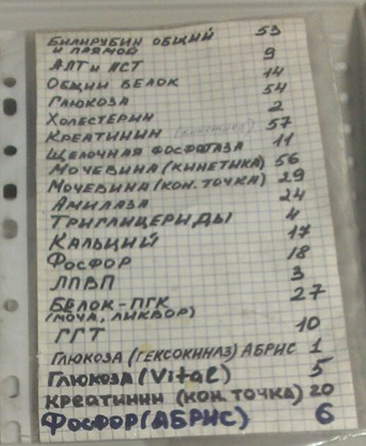 БИЛИРУБИН ОБЩИЙ 53
И ПРЯМОЙ
АЛТ и АСТ 9
ОБЩИЙ БЕЛОК 14
ГЛЮКОЗА 54
ХОЛЕСТЕРИН 2
КРЕАТИНИН (кинетика) 57
ЩЕЛОЧНАЯ ФОСФАТАЗА 11
МОЧЕВИНА (КИНЕТИКА) 56
МОЧЕВИНА (КОН. ТОЧКА) 29
АМИЛАЗА 24
ТРИГЛИЦЕРИДЫ 4
КАЛЬЦИЙ 17
ФОСФОР 18
ЛПВП 3
БЕЛОК-ПГК 27
(МОЧА, ЛИКВОР)
ГГТ 10
ГЛЮКОЗА (ГЕКСОКИНАЗ) АБРИС 1
ГЛЮКОЗА (Vital) 5
КРЕАТИНИН (КОН. ТОЧКА) 20
ФОСФОР (АБРИС) 6